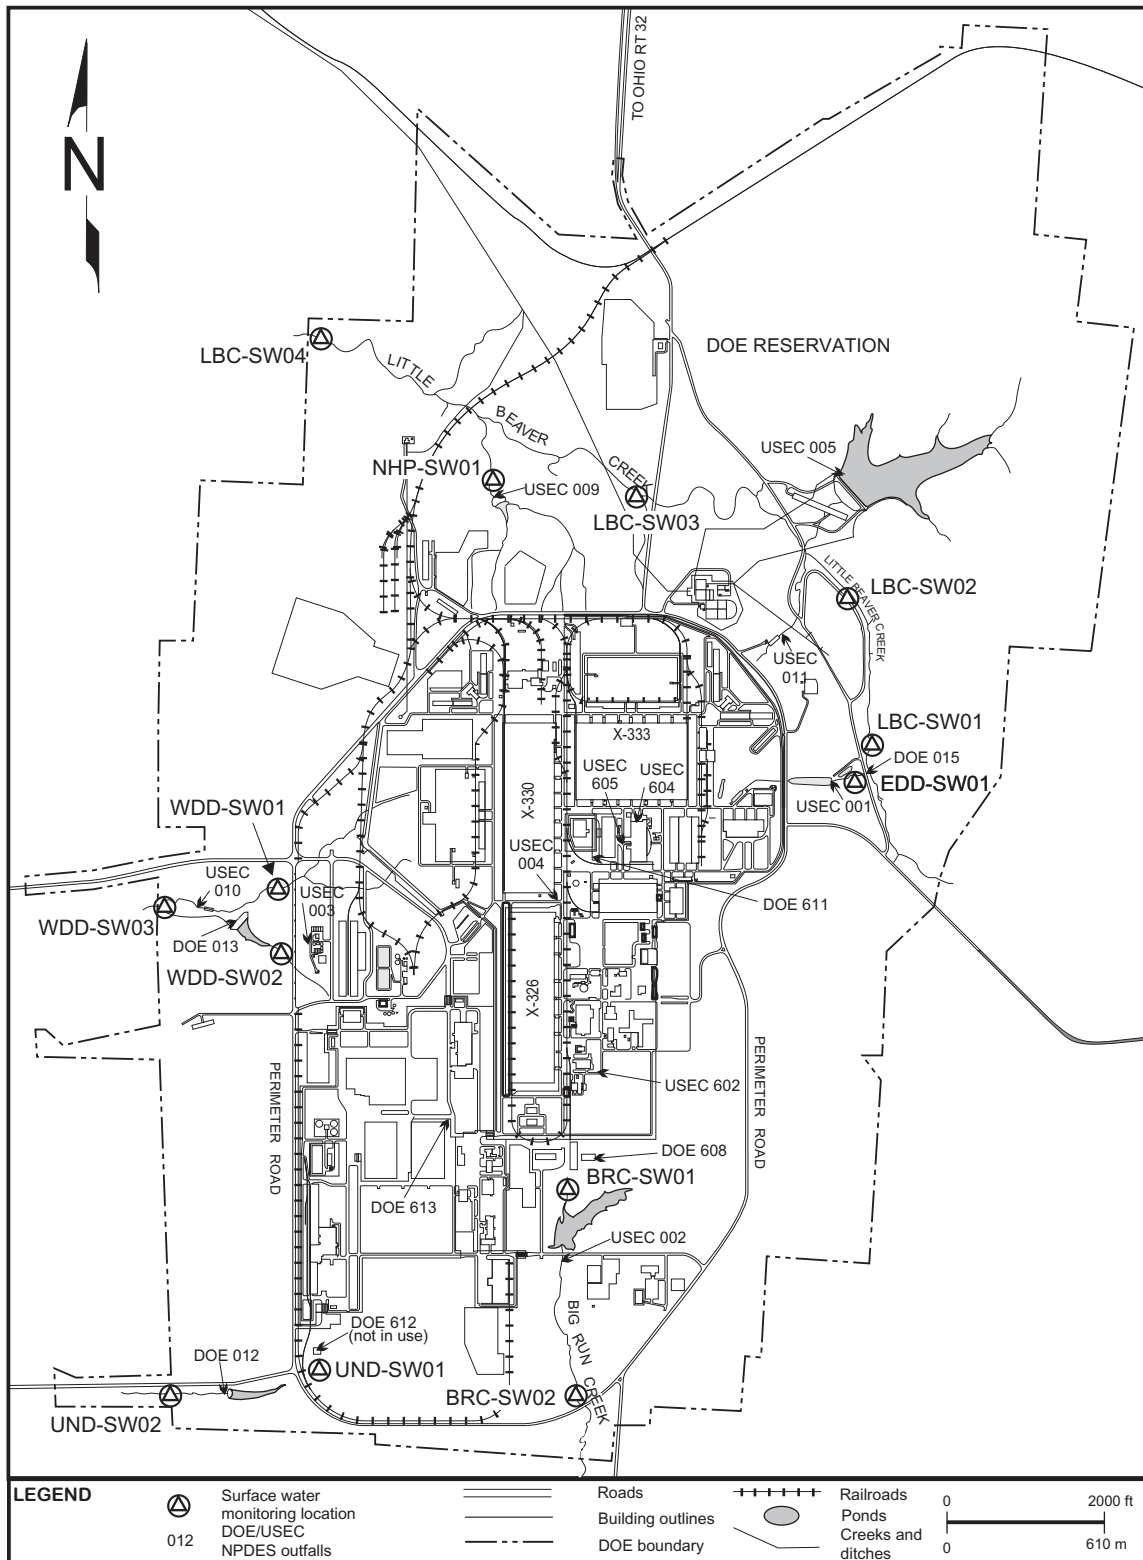 TO OHIO RT 32
N
DOE RESERVATION
LBC-SW04
LITTLE
BEAVER
CREEK
USEC 005
NHP-SW01
USEC 009
LBC-SW03
LITTLE BEAVER CREEK
LBC-SW02
USEC
011
LBC-SW01
DOE 015
EDD-SW01
USEC 001
X-333
USEC
605
USEC
604
X-330
USEC
004
WDD-SW01
USEC
010
USEC
003
WDD-SW03
DOE 013
WDD-SW02
DOE 611
X-326
USEC 602
PERIMETER ROAD
PERIMETER ROAD
DOE 608
BRC-SW01
DOE 613
USEC 002
BIG RUN CREEK
DOE 612
(not in use)
DOE 012
UND-SW01
BRC-SW02
UND-SW02
LEGEND
Surface water
monitoring location
012
DOE/USEC
NPDES outfalls
Roads
Building outlines
DOE boundary
Railroads
Ponds
Creeks and
ditches
0 2000 ft
0 610 m